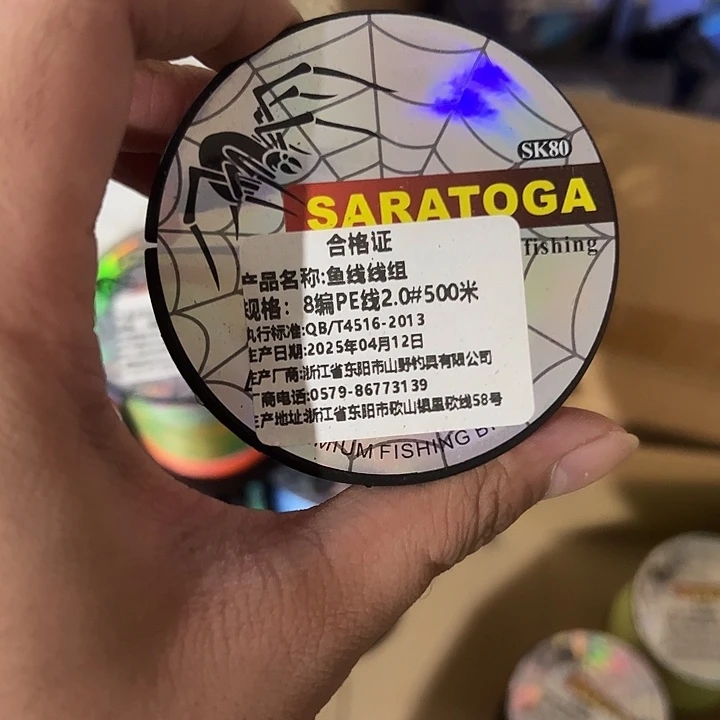 SK80
SARATOGA
fishing
合格证
产品名称:鱼线线组
规格：8编PE线2.0#500米
执行标准:QB/T4516-2013
生产日期:2025年04月12日
生产厂商:浙江省东阳市山野钓具有限公司
厂商电话:0579-86773139
生产地址:浙江省东阳市歌山镇里歌线58号
MIUM FISHING B